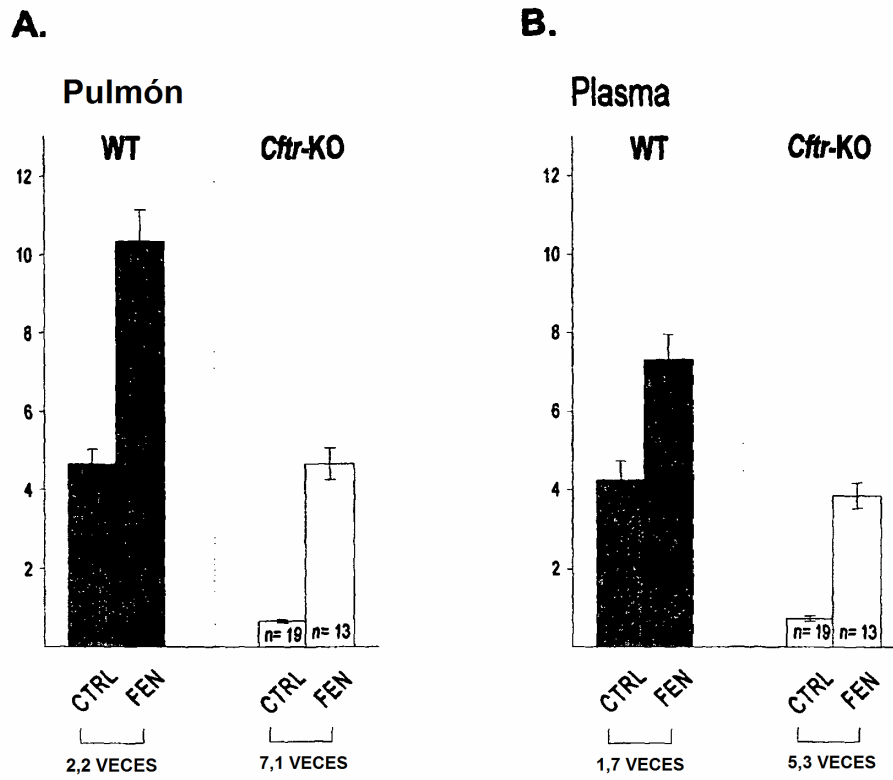 A.
Pulmón
WT
Cftr-KO
12
10
8
6
4
2
n= 19
n= 13
CTRL
FEN
CTRL
FEN
2,2 VECES
7,1 VECES
B.
Plasma
WT
Cftr-KO
12
10
8
6
4
2
n= 19
n= 13
CTRL
FEN
CTRL
FEN
1,7 VECES
5,3 VECES